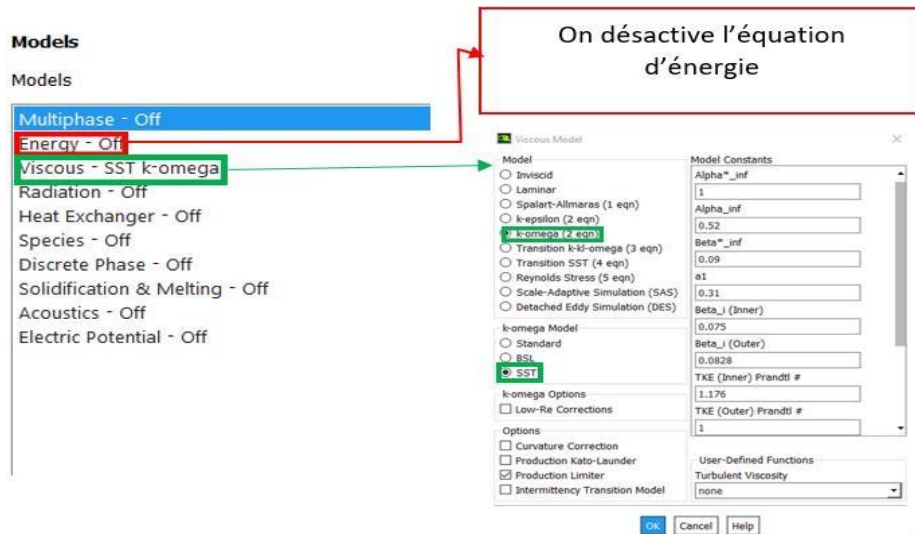 Models
Models
Multiphase - Off
Energy - Off
Viscous - SST k-omega
Radiation - Off
Heat Exchanger - Off
Species - Off
Discrete Phase - Off
Solidification & Melting - Off
Acoustics - Off
Electric Potential - Off
On désactive l’équation
d’énergie
Viscous Model
Model
Inviscid
Laminar
Spalart-Allmaras (1 eqn)
k-epsilon (2 eqn)
k-omega (2 eqn)
Transition k-kl-omega (3 eqn)
Transition SST (4 eqn)
Reynolds Stress (5 eqn)
Scale-Adaptive Simulation (SAS)
Detached Eddy Simulation (DES)
k-omega Model
Standard
BSL
SST
k-omega Options
Low-Re Corrections
Options
Curvature Correction
Production Kato-Launder
Production Limiter
Intermittency Transition Model
Model Constants
Alpha*_inf
1
Alpha_inf
0.52
Beta*_inf
0.09
a1
0.31
Beta_i (Inner)
0.075
Beta_i (Outer)
0.0828
TKE (Inner) Prandtl #
1.176
TKE (Outer) Prandtl #
1
User-Defined Functions
Turbulent Viscosity
none
OK Cancel Help